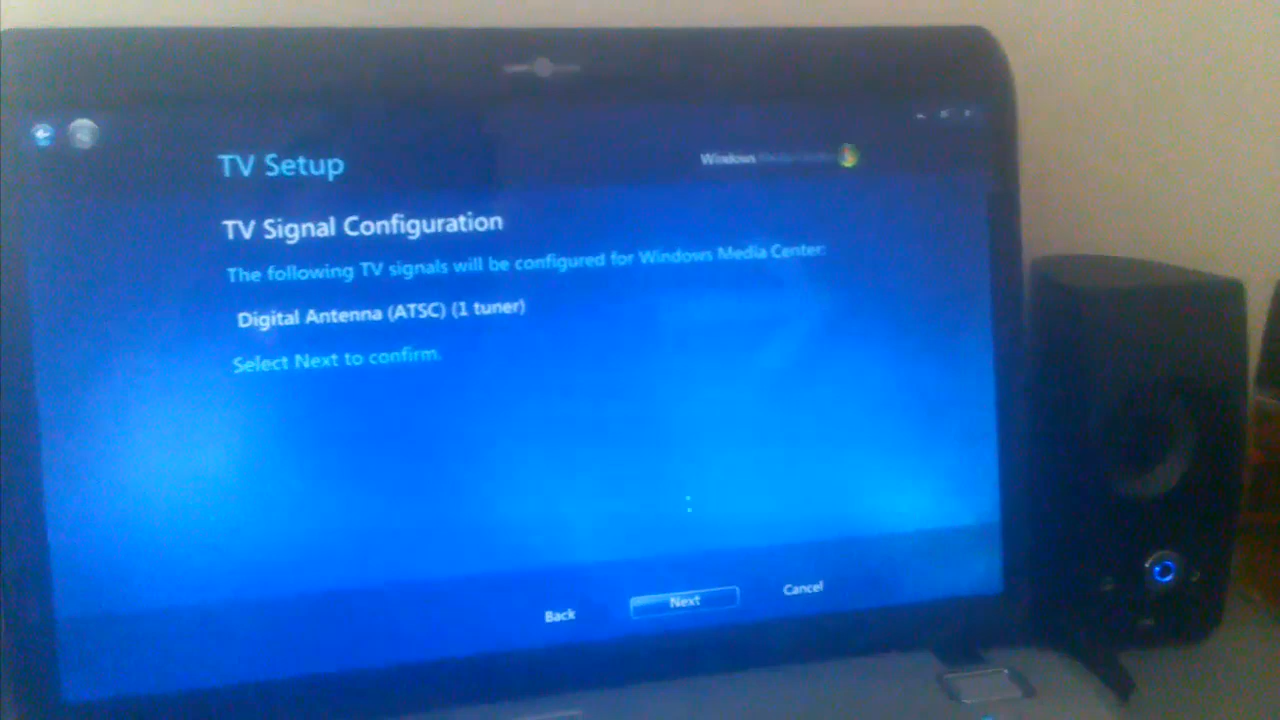 TV Setup
Windows Media Center
TV Signal Configuration
The following TV signals will be configured for Windows Media Center:
Digital Antenna (ATSC) (1 tuner)
Select Next to confirm.
Back
Next
Cancel